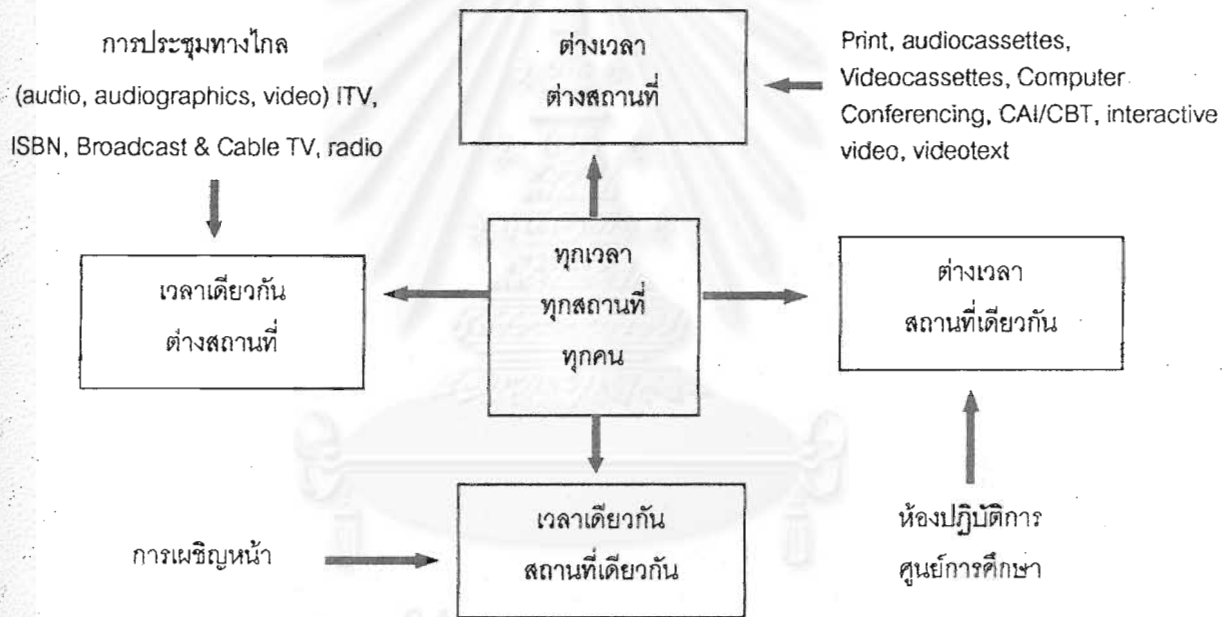 การประชุมทางไกล
(audio, audiographics, video) ITV,
ISBN, Broadcast & Cable TV, radio
ต่างเวลา
ต่างสถานที่
Print, audiocassettes,
Videocassettes, Computer
Conferencing, CAI/CBT, interactive
video, videotext
เวลาเดียวกัน
ต่างสถานที่
ทุกเวลา
ทุกสถานที่
ทุกคน
ต่างเวลา
สถานที่เดียวกัน
การเผชิญหน้า
เวลาเดียวกัน
สถานที่เดียวกัน
ห้องปฏิบัติการ
ศูนย์การศึกษา